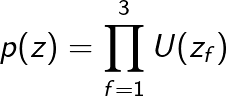 p(z) = ∏_{f=1}^{3} U(z_f)